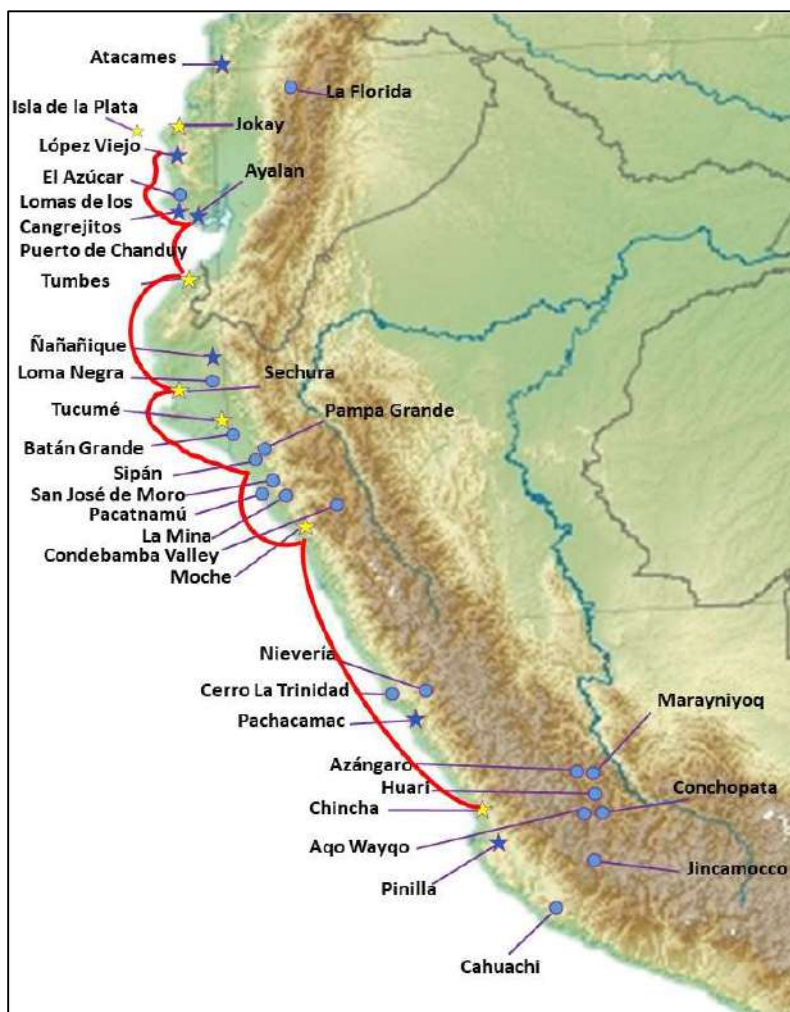 Atacames
La Florida
Isla de la Plata
Jokay
López Viejo
Ayalan
El Azúcar
Lomas de los
Cangrejitos
Puerto de Chanduy
Tumbes
Ñañañique
Sechura
Loma Negra
Tucumé
Pampa Grande
Batán Grande
Sipán
San José de Moro
Pacatnamú
La Mina
Condebamba Valley
Moche
Nievería
Cerro La Trinidad
Marayniyoq
Pachacamac
Azángaro
Huari
Conchopata
Chincha
Aqo Wayqo
Jincamocco
Pinilla
Cahuachi